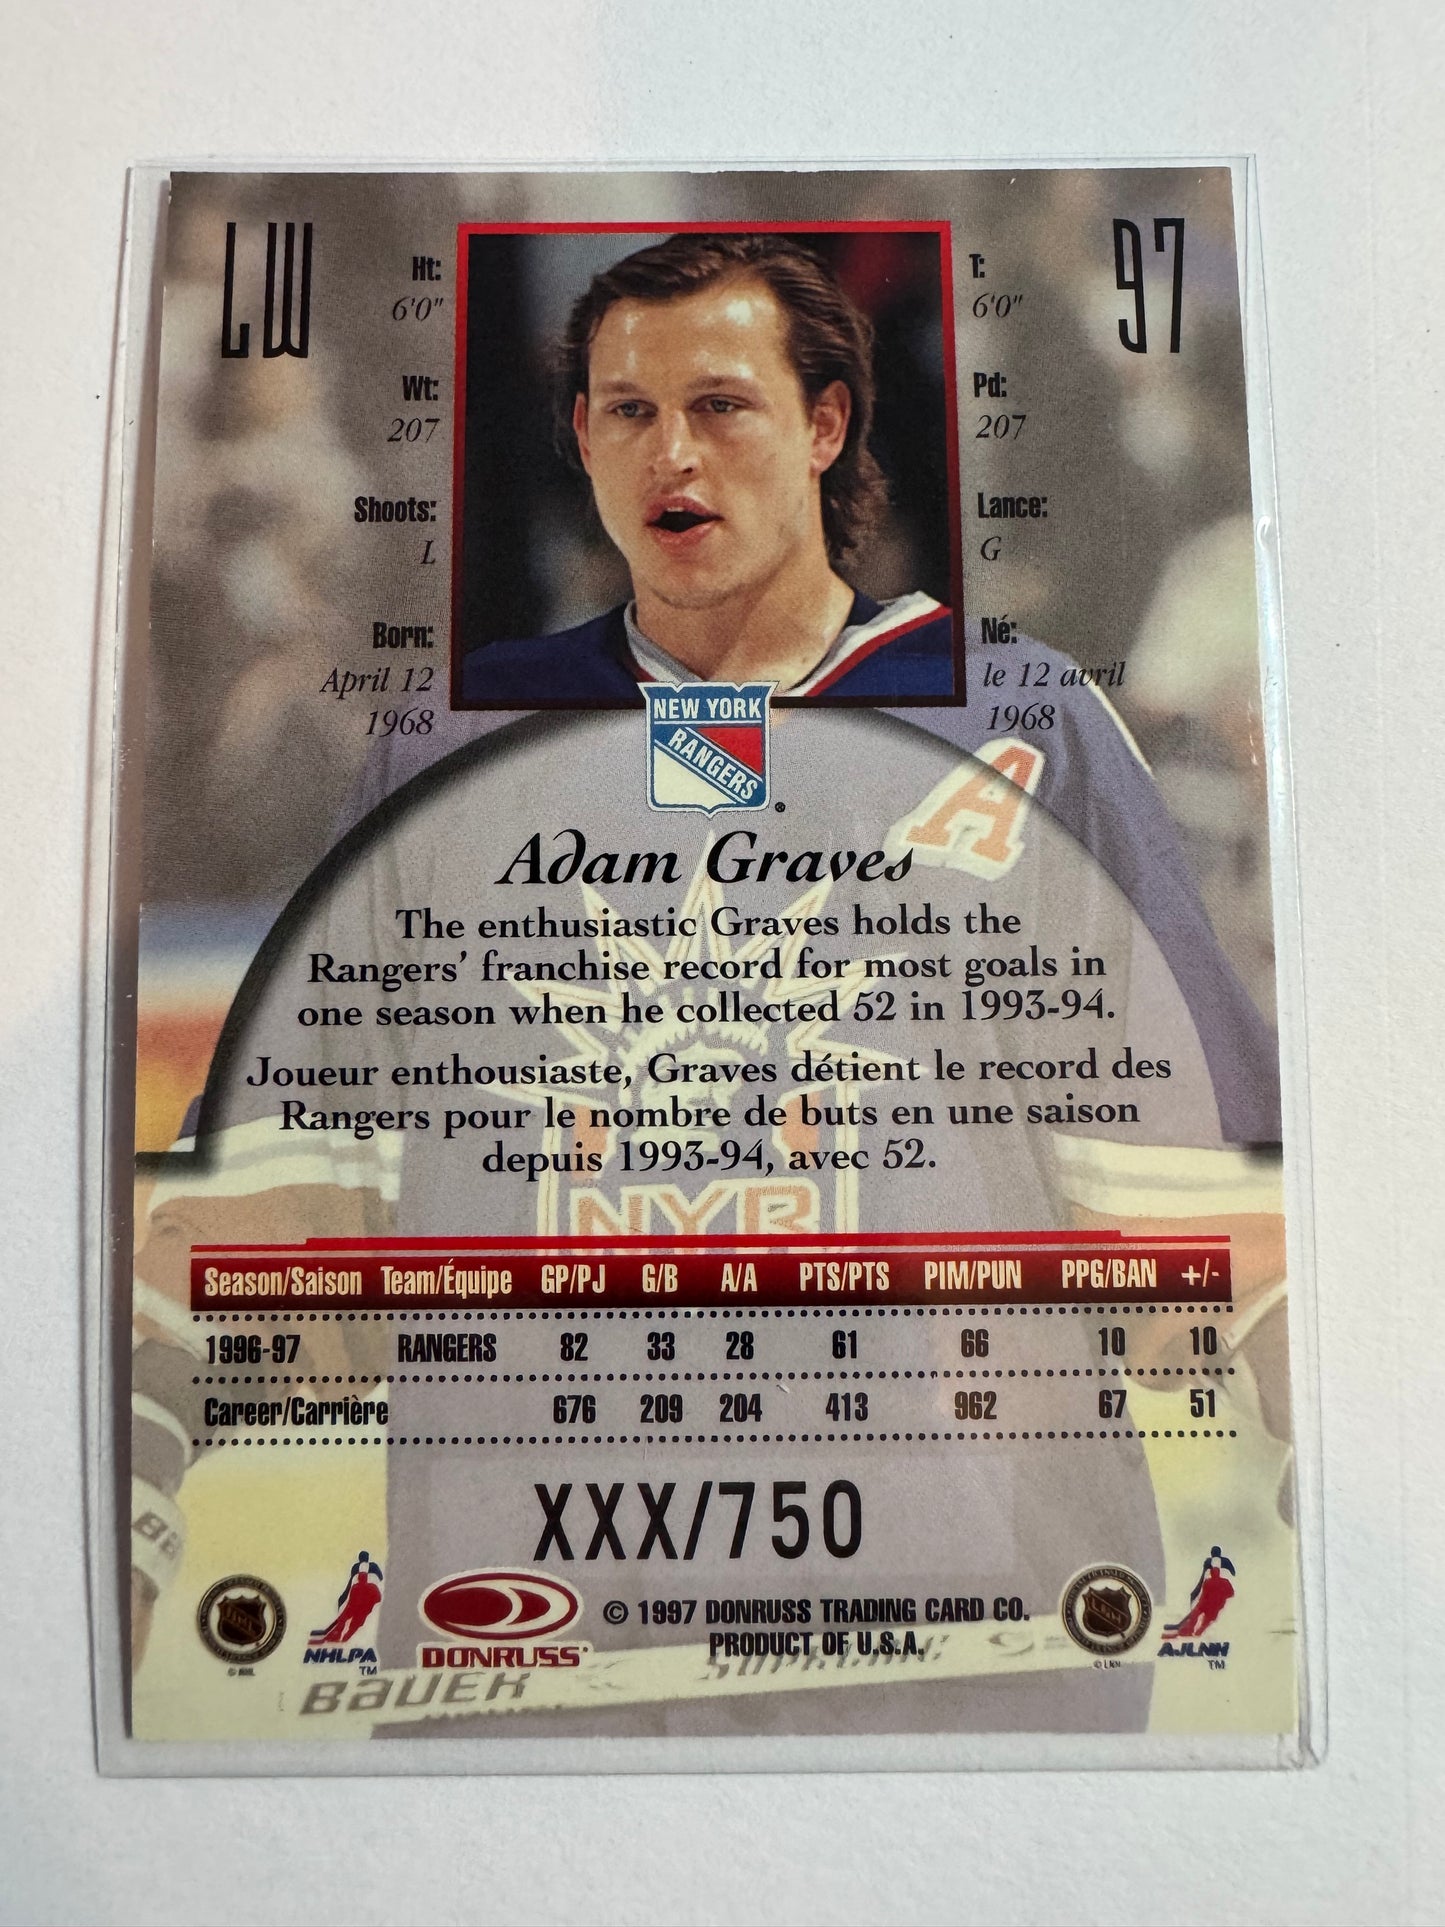 LW
97
Ht:
6'0"
T:
6'0"
Wt:
207
Pd:
207
Shoots:
L
Lance:
G
Born:
April 12
1968
Né:
le 12 avril
1968
NEW YORK
RANGERS
A
Adam Graves
The enthusiastic Graves holds the
Rangers' franchise record for most goals in
one season when he collected 52 in 1993-94.
Joueur enthousiaste, Graves détient le record des
Rangers pour le nombre de buts en une saison
depuis 1993-94, avec 52.
NYR
Season/Saison Team/Équipe GP/PJ G/B A/A PTS/PTS PIM/PUN PPG/BAN +/-
1996-97 RANGERS 82 33 28 61 66 10 10
Career/Carrière 676 209 204 413 962 67 51
XXX/750
NHLPA
TM
DONRUSS
© 1997 DONRUSS TRADING CARD CO.
PRODUCT OF U.S.A.
AJLNH
TM
BAUER